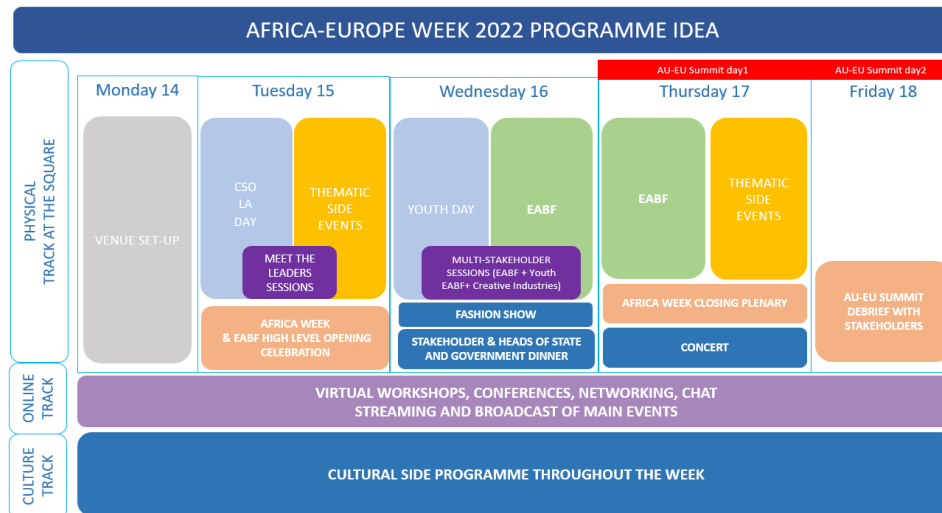 AFRICA-EUROPE WEEK 2022 PROGRAMME IDEA
AU-EU Summit day1
AU-EU Summit day2
Monday 14
Tuesday 15
Wednesday 16
Thursday 17
Friday 18
PHYSICAL
TRACK AT THE SQUARE
VENUE SET-UP
CSO
LA
DAY
THEMATIC
SIDE
EVENTS
MEET THE
LEADERS
SESSIONS
AFRICA WEEK
& EABF HIGH LEVEL OPENING
CELEBRATION
YOUTH DAY
EABF
MULTI-STAKEHOLDER
SESSIONS (EABF + Youth
EABF+ Creative Industries)
FASHION SHOW
STAKEHOLDER & HEADS OF STATE
AND GOVERNMENT DINNER
EABF
THEMATIC
SIDE
EVENTS
AFRICA WEEK CLOSING PLENARY
CONCERT
AU-EU SUMMIT
DEBRIEF WITH
STAKEHOLDERS
ONLINE
TRACK
VIRTUAL WORKSHOPS, CONFERENCES, NETWORKING, CHAT
STREAMING AND BROADCAST OF MAIN EVENTS
CULTURE
TRACK
CULTURAL SIDE PROGRAMME THROUGHOUT THE WEEK